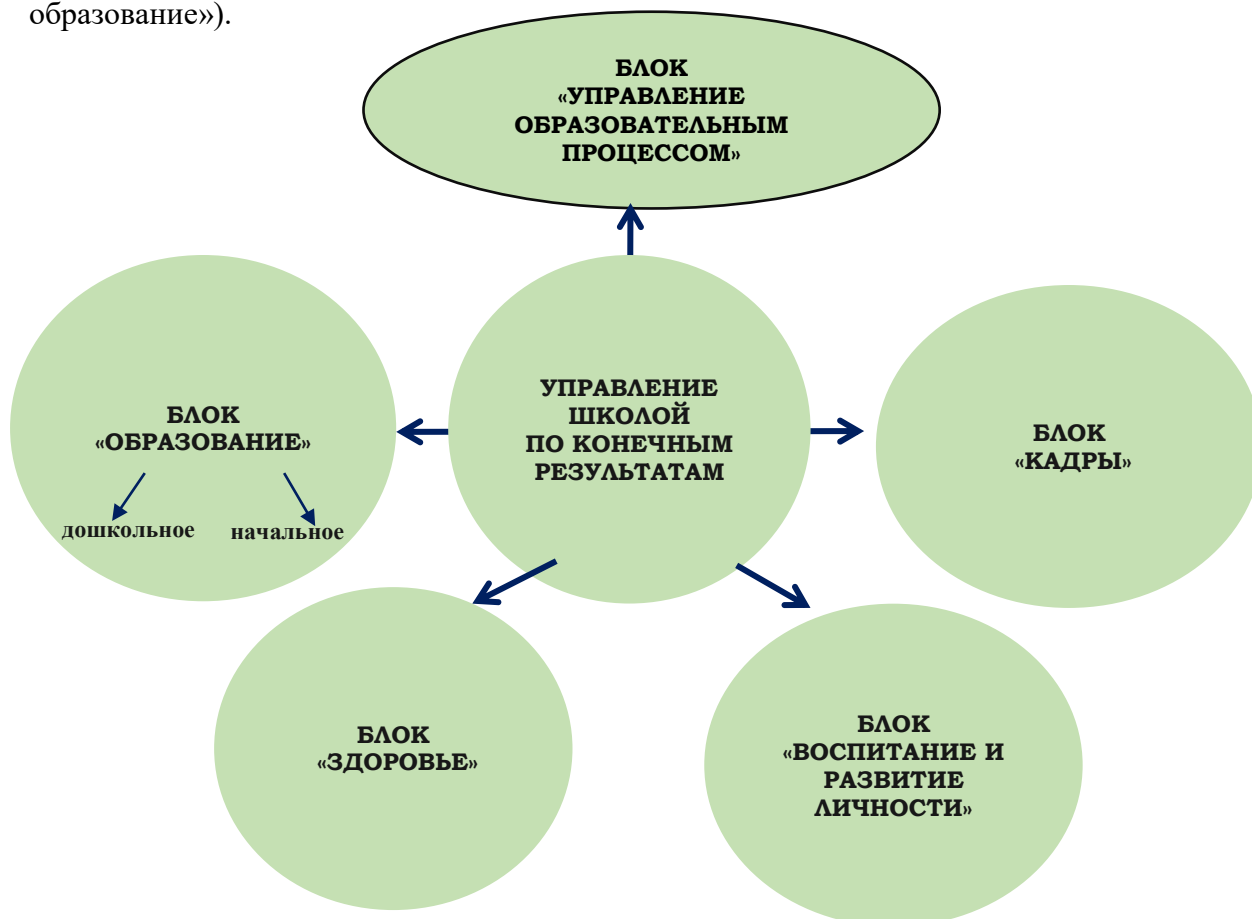 образование»).
БЛОК
«УПРАВЛЕНИЕ
ОБРАЗОВАТЕЛЬНЫМ
ПРОЦЕССОМ»
УПРАВЛЕНИЕ
ШКОЛОЙ
ПО КОНЕЧНЫМ
РЕЗУЛЬТАТАМ
БЛОК
«ОБРАЗОВАНИЕ»
дошкольное начальное
БЛОК
«КАДРЫ»
БЛОК
«ЗДОРОВЬЕ»
БЛОК
«ВОСПИТАНИЕ И
РАЗВИТИЕ
ЛИЧНОСТИ»